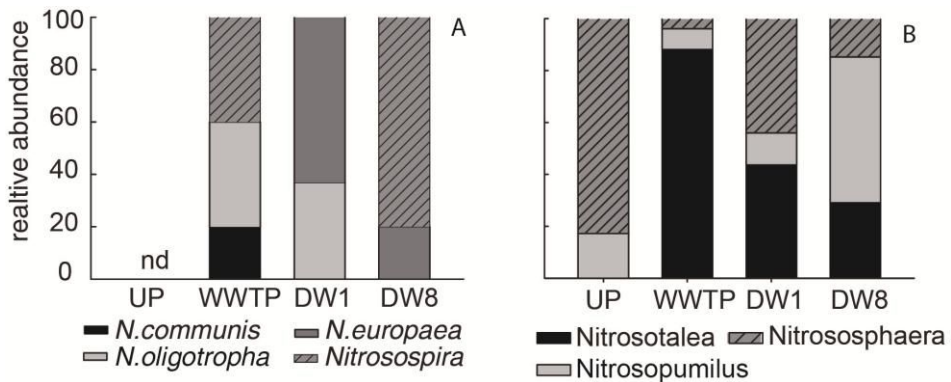 A
B
realtive abundance
100
80
60
40
20
0
nd
UP WWTP DW1 DW8
UP WWTP DW1 DW8
N.communis N.europaea
N.oligotropha Nitrosospira
Nitrosotalea Nitrososphaera
Nitrosopumilus